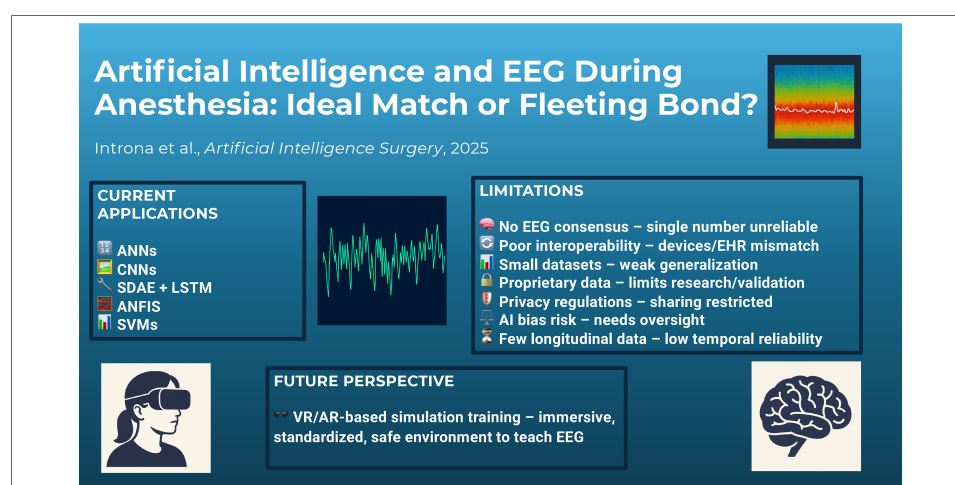 Artificial Intelligence and EEG During
Anesthesia: Ideal Match or Fleeting Bond?
Introna et al., Artificial Intelligence Surgery, 2025
CURRENT
APPLICATIONS
ANNs
CNNs
SDAE + LSTM
ANFIS
SVMs
LIMITATIONS
No EEG consensus – single number unreliable
Poor interoperability – devices/EHR mismatch
Small datasets – weak generalization
Proprietary data – limits research/validation
Privacy regulations – sharing restricted
AI bias risk – needs oversight
Few longitudinal data – low temporal reliability
FUTURE PERSPECTIVE
VR/AR-based simulation training – immersive,
standardized, safe environment to teach EEG